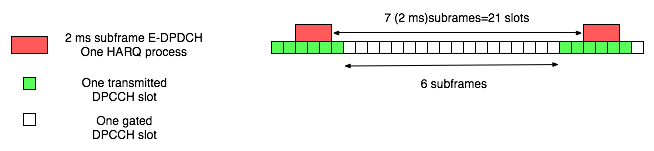 2 ms subframe E-DPDCH
One HARQ process
One transmitted
DPCCH slot
One gated
DPCCH slot
7 (2 ms)subrames=21 slots
6 subframes